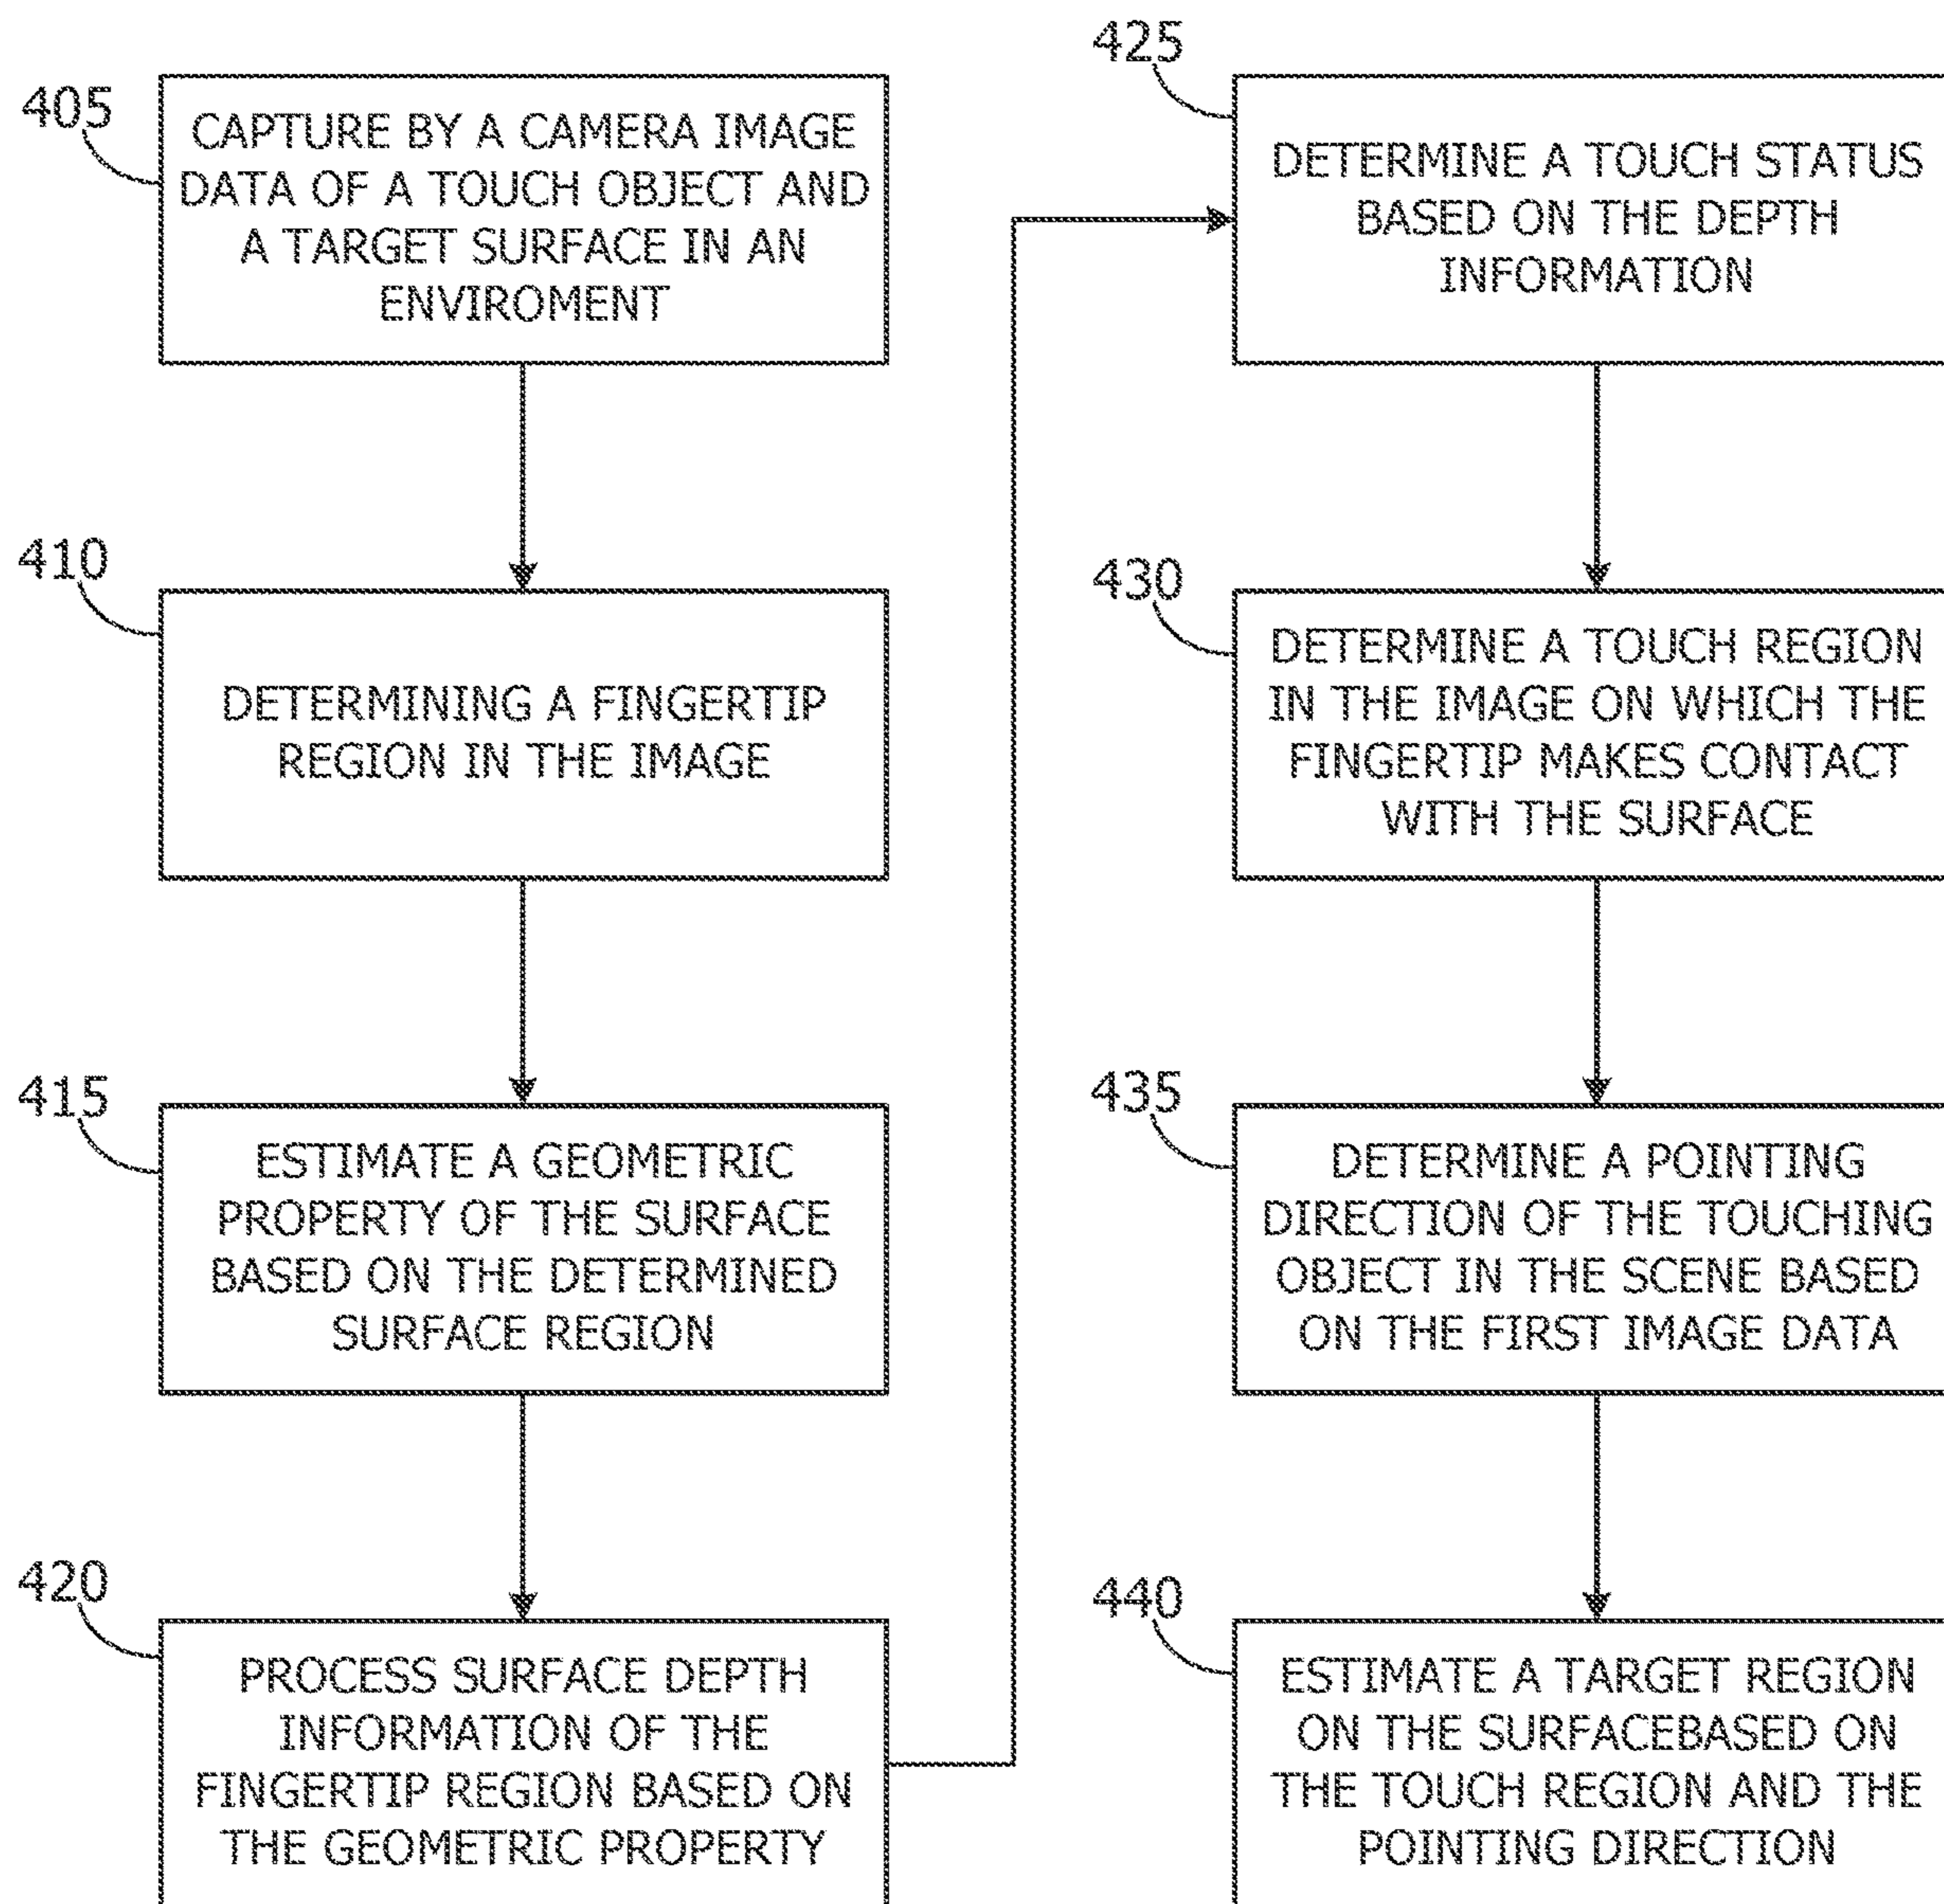 405
CAPTURE BY A CAMERA IMAGE
DATA OF A TOUCH OBJECT AND
A TARGET SURFACE IN AN
ENVIROMENT
410
DETERMINING A FINGERTIP
REGION IN THE IMAGE
415
ESTIMATE A GEOMETRIC
PROPERTY OF THE SURFACE
BASED ON THE DETERMINED
SURFACE REGION
420
PROCESS SURFACE DEPTH
INFORMATION OF THE
FINGERTIP REGION BASED ON
THE GEOMETRIC PROPERTY
425
DETERMINE A TOUCH STATUS
BASED ON THE DEPTH
INFORMATION
430
DETERMINE A TOUCH REGION
IN THE IMAGE ON WHICH THE
FINGERTIP MAKES CONTACT
WITH THE SURFACE
435
DETERMINE A POINTING
DIRECTION OF THE TOUCHING
OBJECT IN THE SCENE BASED
ON THE FIRST IMAGE DATA
440
ESTIMATE A TARGET REGION
ON THE SURFACEBASED ON
THE TOUCH REGION AND THE
POINTING DIRECTION